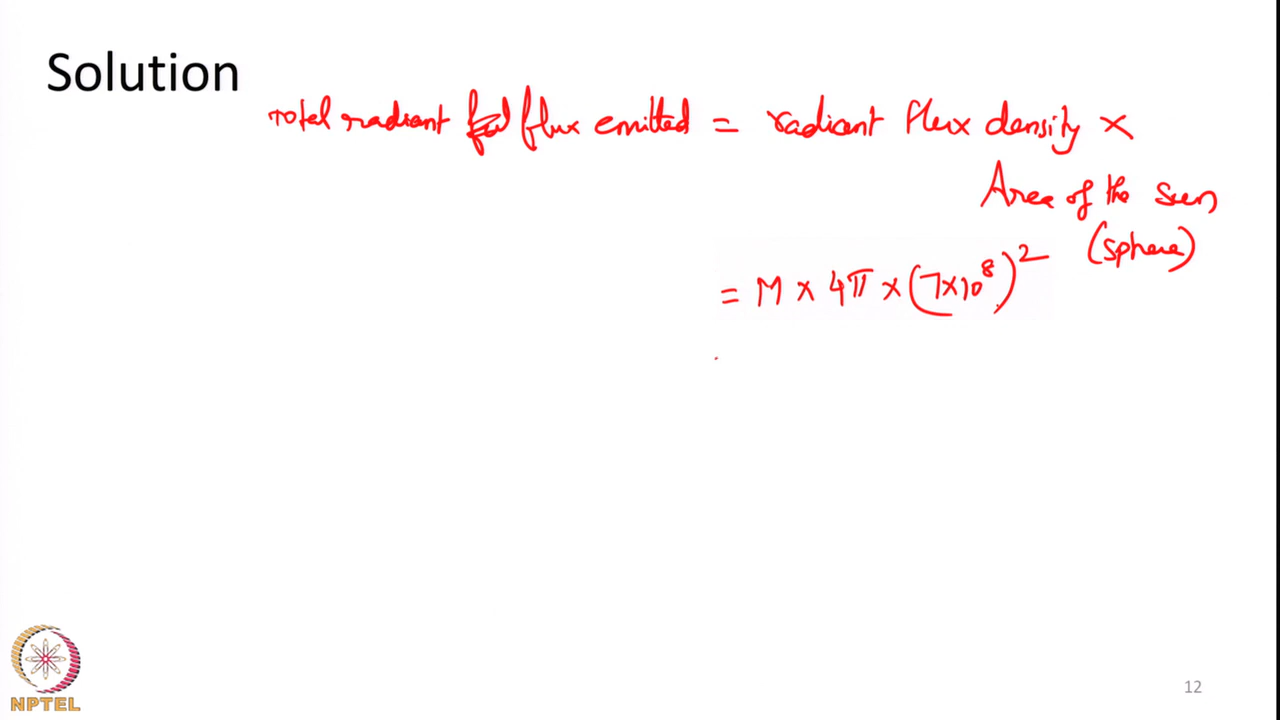 Solution
Total radiant flux emitted = radiant flux density ×
Area of the sun
(sphere)
= M × 4π × (7×10⁸)²
NPTEL
12